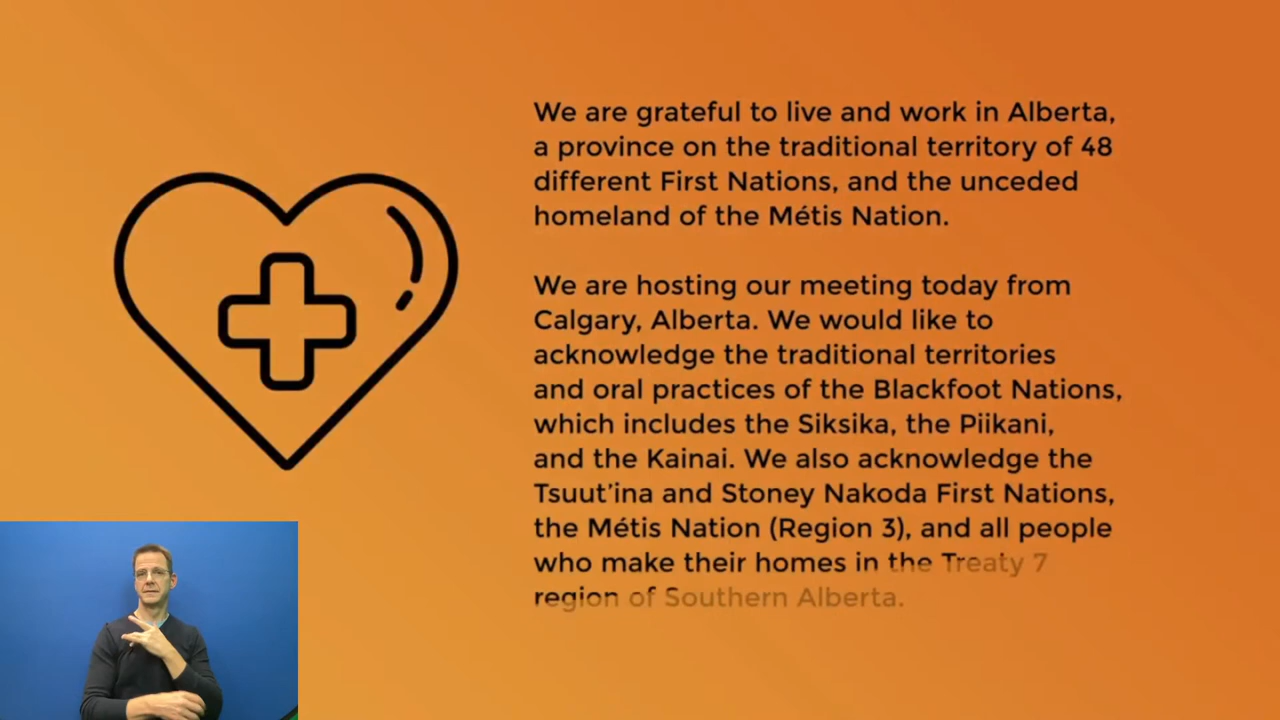 We are grateful to live and work in Alberta,
a province on the traditional territory of 48
different First Nations, and the unceded
homeland of the Métis Nation.
We are hosting our meeting today from
Calgary, Alberta. We would like to
acknowledge the traditional territories
and oral practices of the Blackfoot Nations,
which includes the Siksika, the Piikani,
and the Kainai. We also acknowledge the
Tsuut’ina and Stoney Nakoda First Nations,
the Métis Nation (Region 3), and all people
who make their homes in the Treaty 7
region of Southern Alberta.